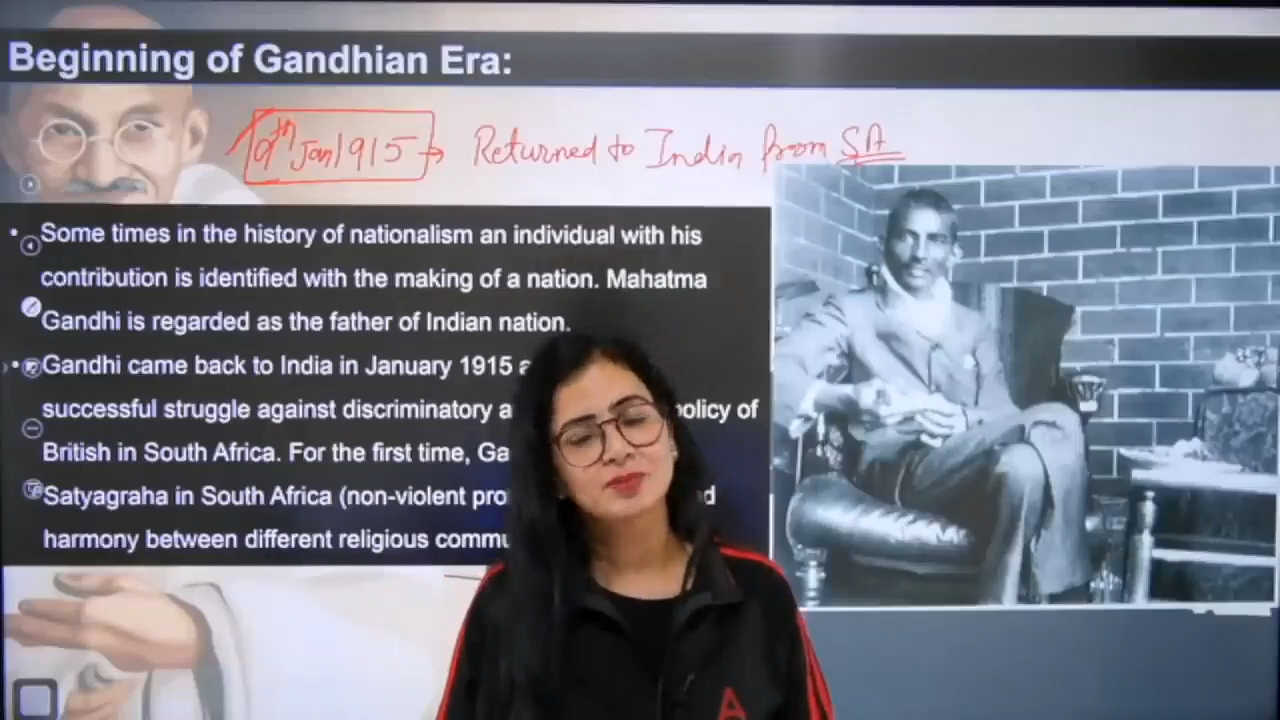 Beginning of Gandhian Era:
9th Jan 1915 → Returned to India from SA
• Some times in the history of nationalism an individual with his
contribution is identified with the making of a nation. Mahatma
Gandhi is regarded as the father of Indian nation.
• Gandhi came back to India in January 1915
successful struggle against discriminatory policy of
British in South Africa. For the first time,
Satyagraha in South Africa (non-violent
harmony between different religious
A